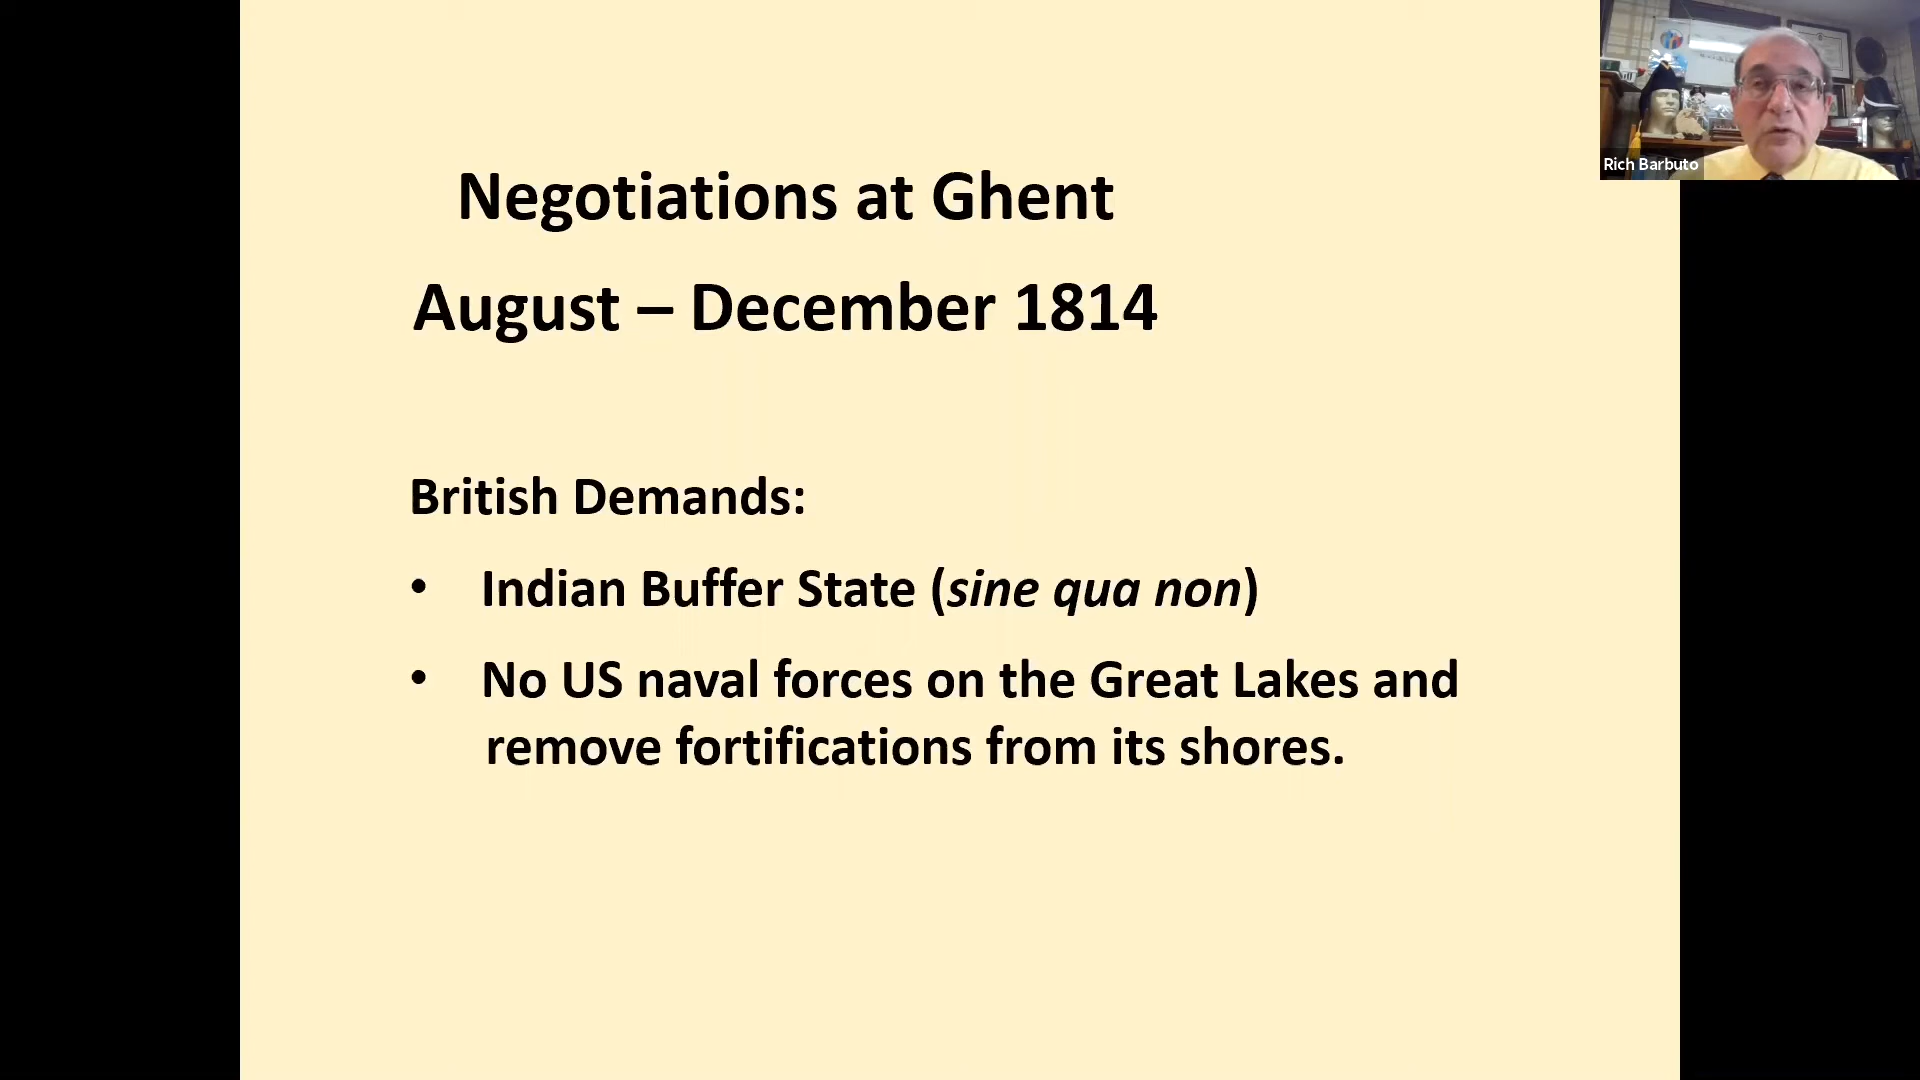 Negotiations at Ghent
August – December 1814
British Demands:
• Indian Buffer State (sine qua non)
• No US naval forces on the Great Lakes and
remove fortifications from its shores.
Rich Barbuto